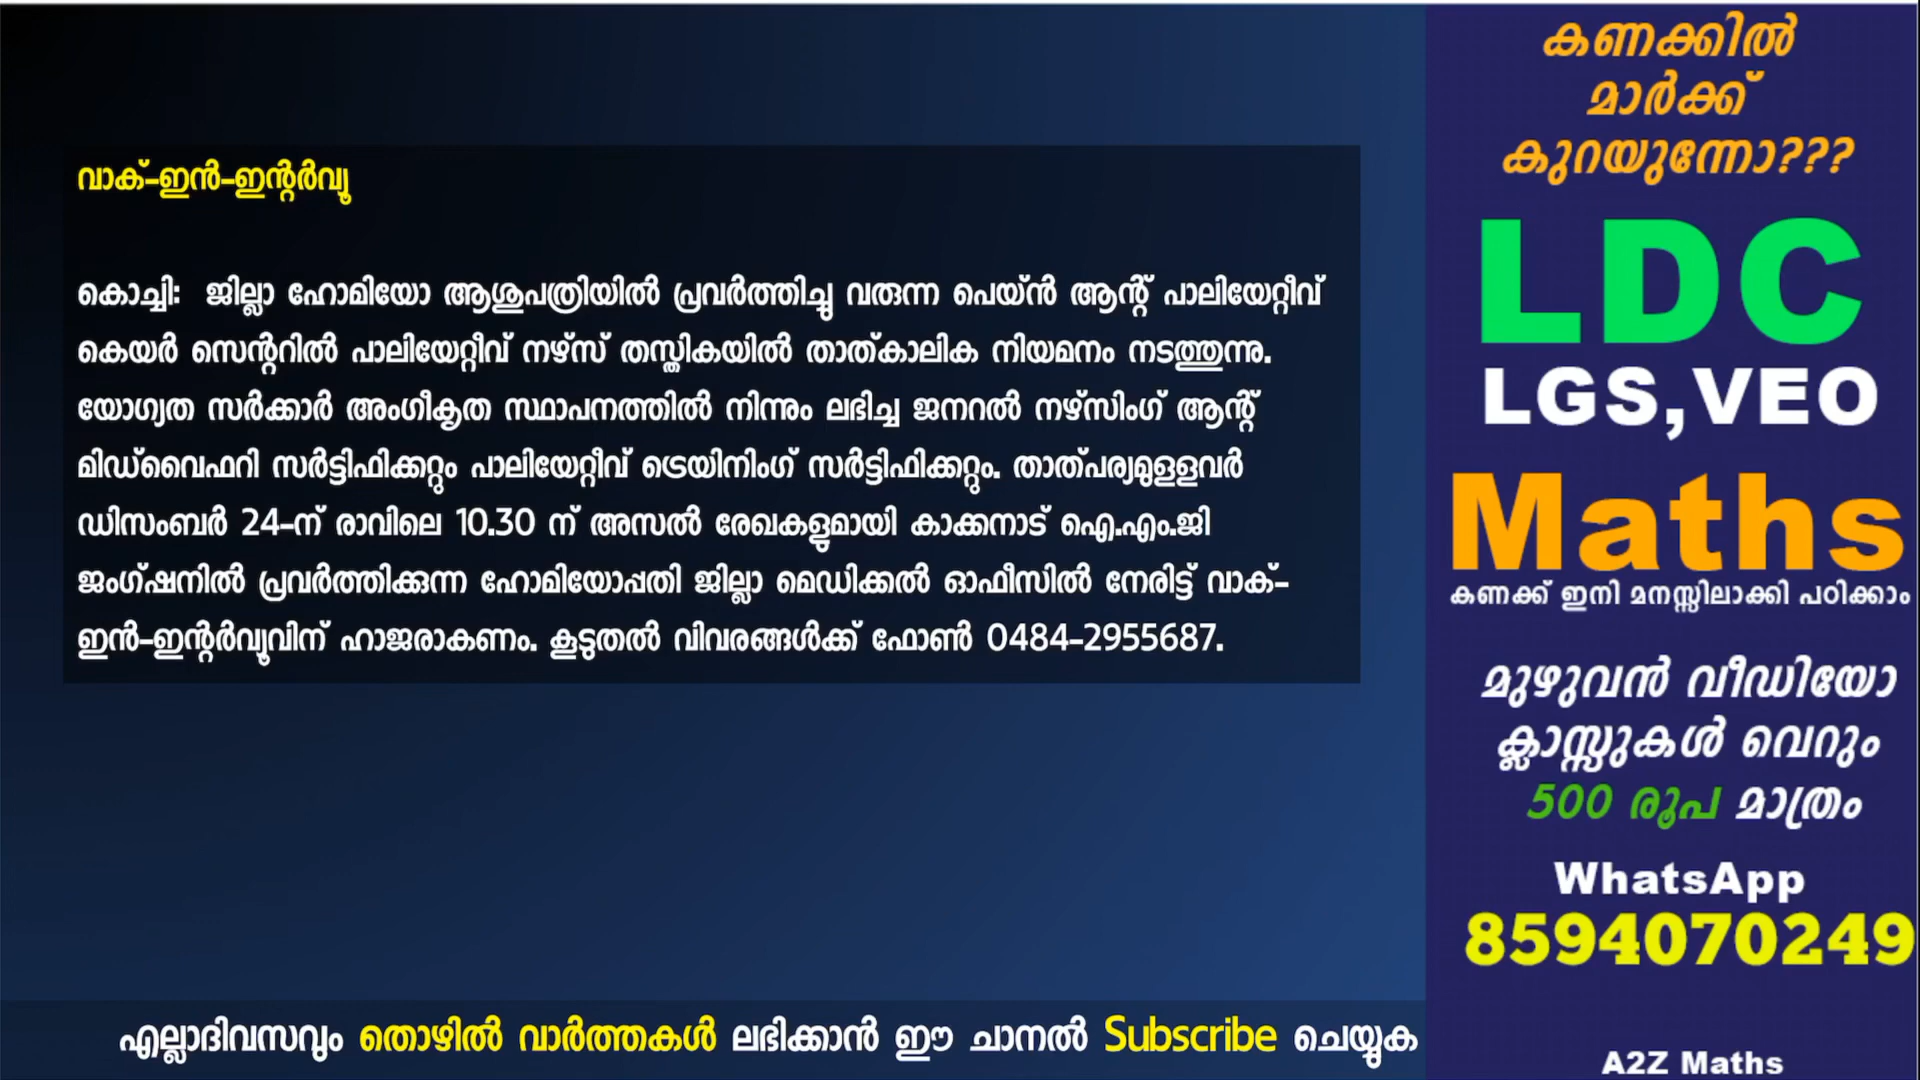 വാക്-ഇൻ-ഇന്റർവ്യൂ
കൊച്ചി: ജില്ലാ ഹോമിയോ ആശുപത്രിയിൽ പ്രവർത്തിച്ചു വരുന്ന പെയ്ൻ ആന്റ് പാലിയേറ്റീവ്
കെയർ സെന്ററിൽ പാലിയേറ്റീവ് നഴ്സ് തസ്തികയിൽ താത്കാലിക നിയമനം നടത്തുന്നു.
യോഗ്യത സർക്കാർ അംഗീകൃത സ്ഥാപനത്തിൽ നിന്നും ലഭിച്ച ജനറൽ നഴ്സിംഗ് ആന്റ്
മിഡ്‌വൈഫറി സർട്ടിഫിക്കറ്റും പാലിയേറ്റീവ് ട്രെയിനിംഗ് സർട്ടിഫിക്കറ്റും. താത്പര്യമുളളവർ
ഡിസംബർ 24-ന് രാവിലെ 10.30 ന് അസൽ രേഖകളുമായി കാക്കനാട് ഐ.എം.ജി
ജംഗ്ഷനിൽ പ്രവർത്തിക്കുന്ന ഹോമിയോപ്പതി ജില്ലാ മെഡിക്കൽ ഓഫീസിൽ നേരിട്ട് വാക്-
ഇൻ-ഇന്റർവ്യൂവിന് ഹാജരാകണം. കൂടുതൽ വിവരങ്ങൾക്ക് ഫോൺ 0484-2955687.
എല്ലാദിവസവും തൊഴിൽ വാർത്തകൾ ലഭിക്കാൻ ഈ ചാനൽ Subscribe ചെയ്യുക
കണക്കിൽ
മാർക്ക്
കുറയുന്നോ???
LDC
LGS,VEO
Maths
കണക്ക് ഇനി മനസ്സിലാക്കി പഠിക്കാം
മുഴുവൻ വീഡിയോ
ക്ലാസ്സുകൾ വെറും
500 രൂപ മാത്രം
WhatsApp
8594070249
A2Z Maths